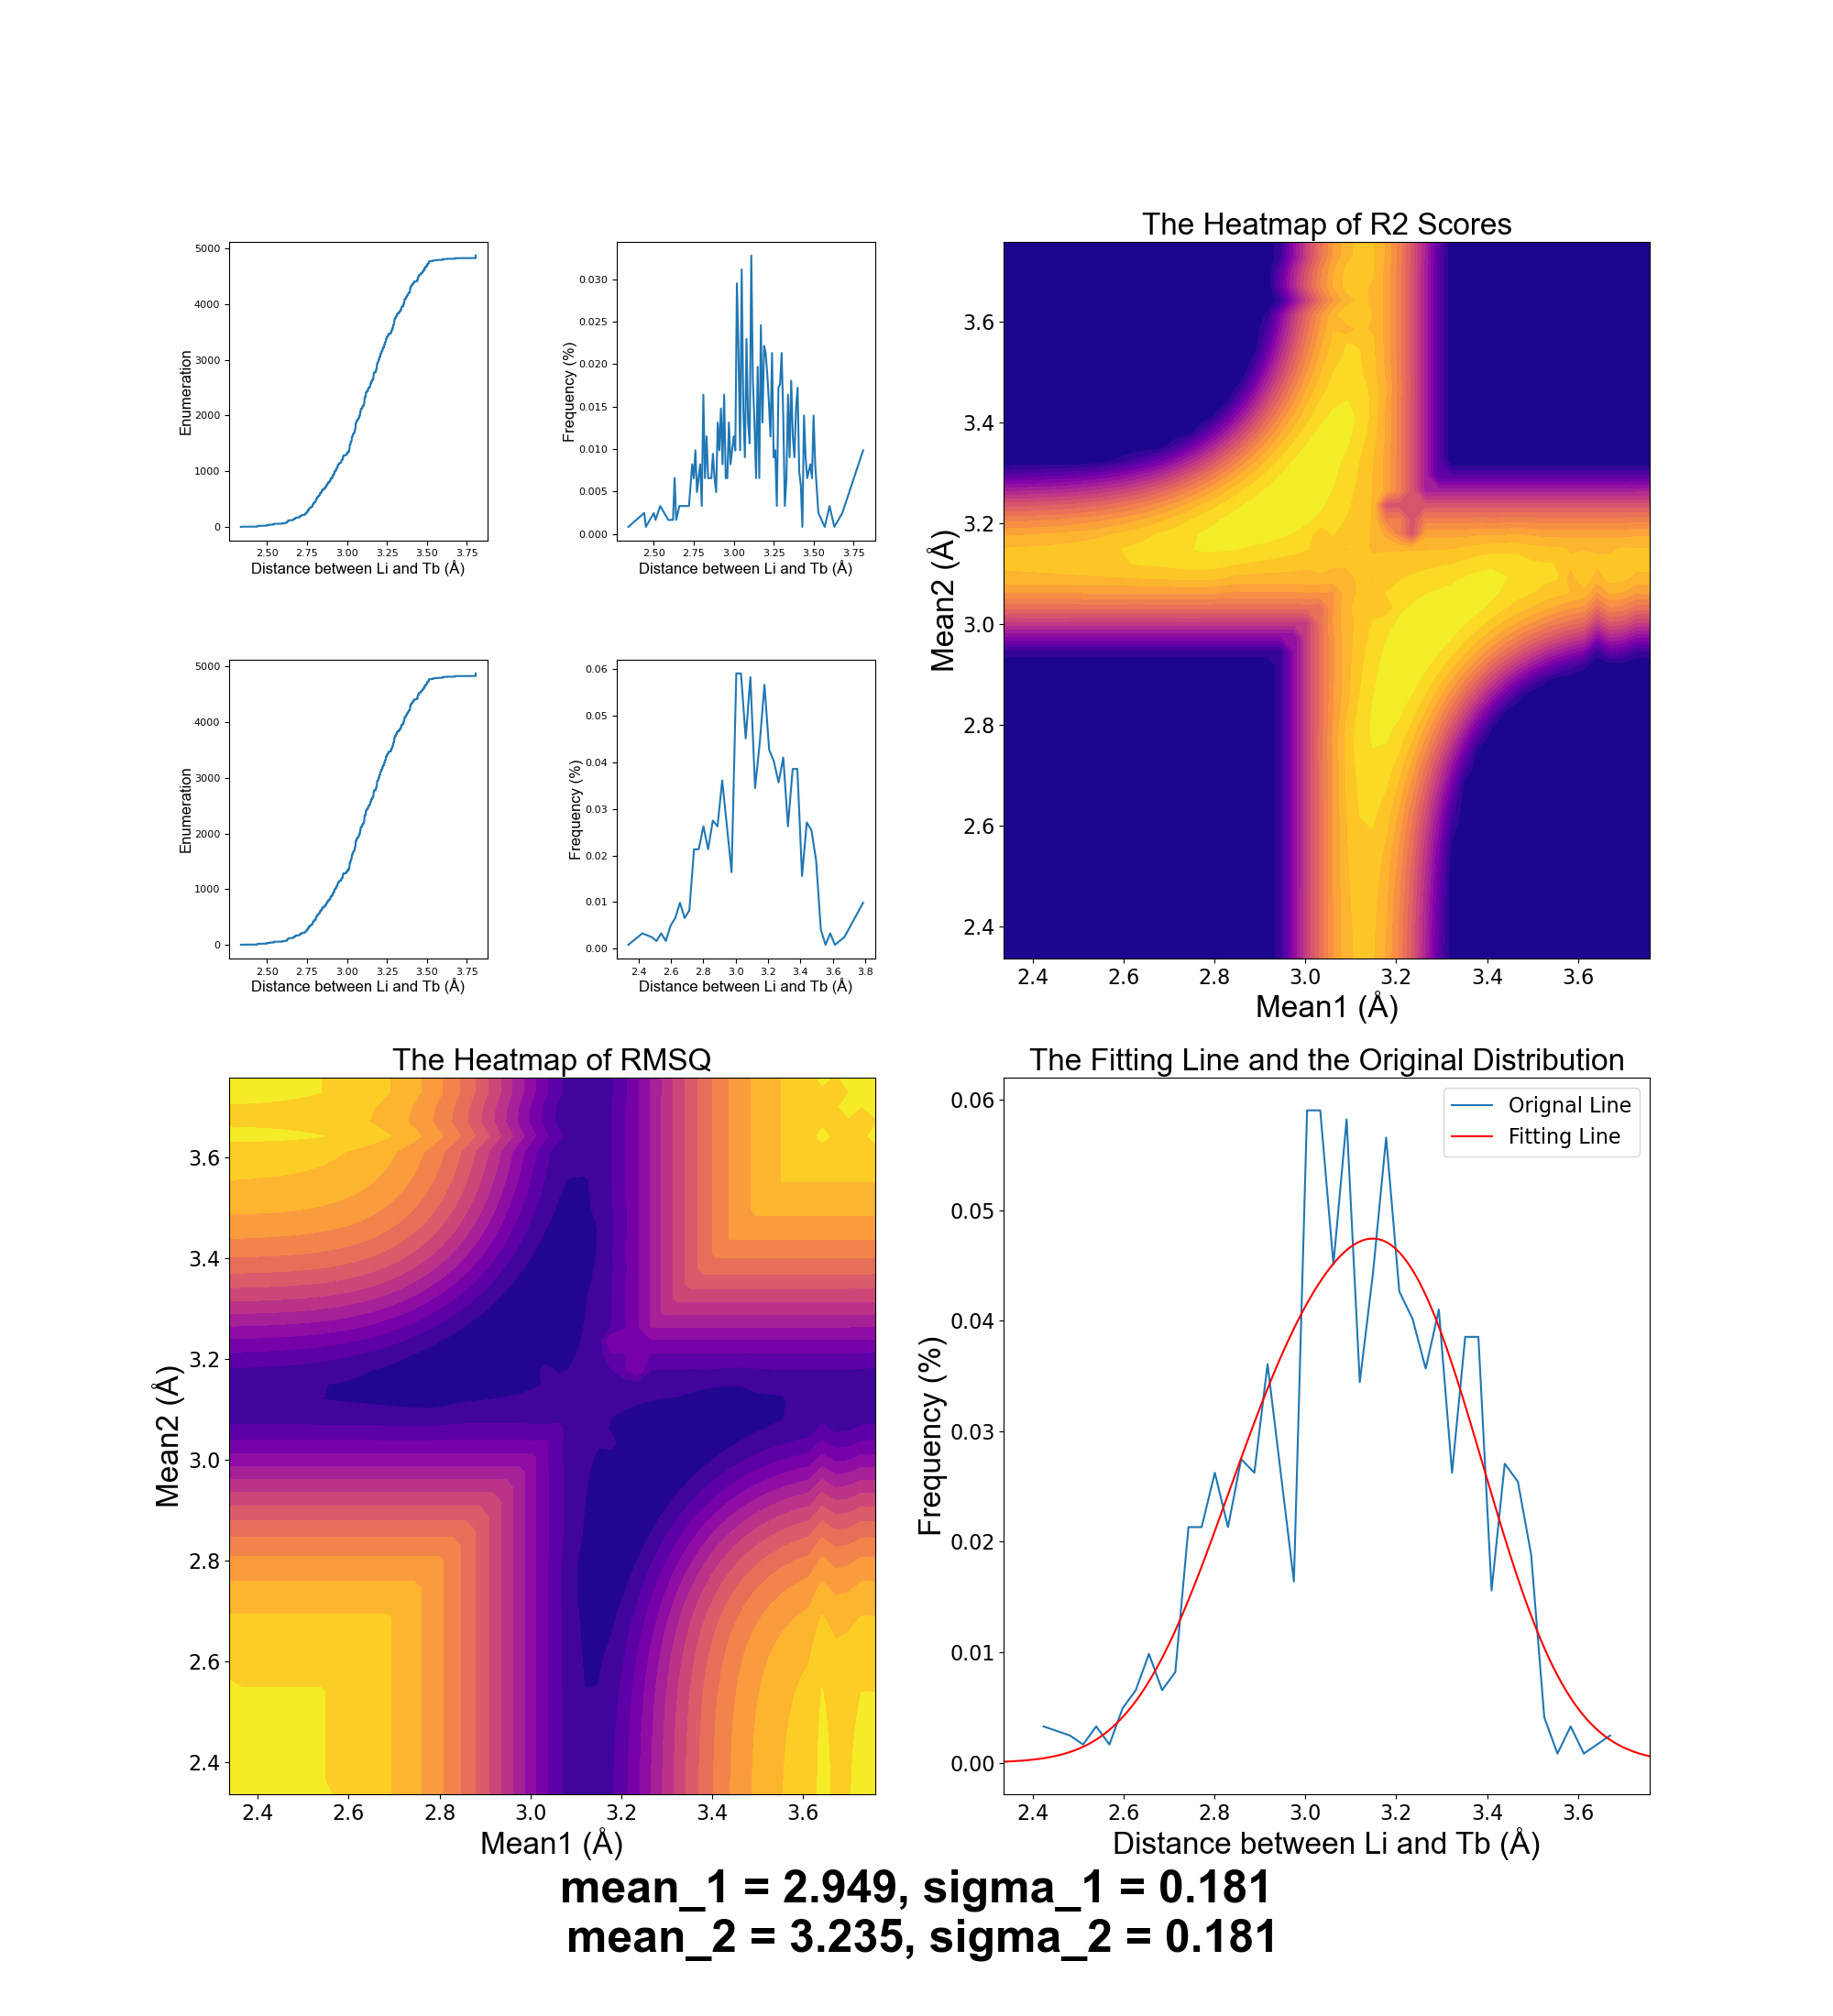 5000
4000
3000
2000
1000
0
Enumeration
2.50 2.75 3.00 3.25 3.50 3.75
Distance between Li and Tb (Å)
0.030
0.025
0.020
0.015
0.010
0.005
0.000
Frequency (%)
2.50 2.75 3.00 3.25 3.50 3.75
Distance between Li and Tb (Å)
The Heatmap of R2 Scores
3.6
3.4
3.2
3.0
2.8
2.6
2.4
Mean2 (Å)
2.4 2.6 2.8 3.0 3.2 3.4 3.6
Mean1 (Å)
5000
4000
3000
2000
1000
0
Enumeration
2.50 2.75 3.00 3.25 3.50 3.75
Distance between Li and Tb (Å)
0.06
0.05
0.04
0.03
0.02
0.01
0.00
Frequency (%)
2.4 2.6 2.8 3.0 3.2 3.4 3.6 3.8
Distance between Li and Tb (Å)
The Heatmap of RMSQ
3.6
3.4
3.2
3.0
2.8
2.6
2.4
Mean2 (Å)
2.4 2.6 2.8 3.0 3.2 3.4 3.6
Mean1 (Å)
The Fitting Line and the Original Distribution
0.06
0.05
0.04
0.03
0.02
0.01
0.00
Frequency (%)
Orignal Line
Fitting Line
2.4 2.6 2.8 3.0 3.2 3.4 3.6
Distance between Li and Tb (Å)
mean_1 = 2.949, sigma_1 = 0.181
mean_2 = 3.235, sigma_2 = 0.181